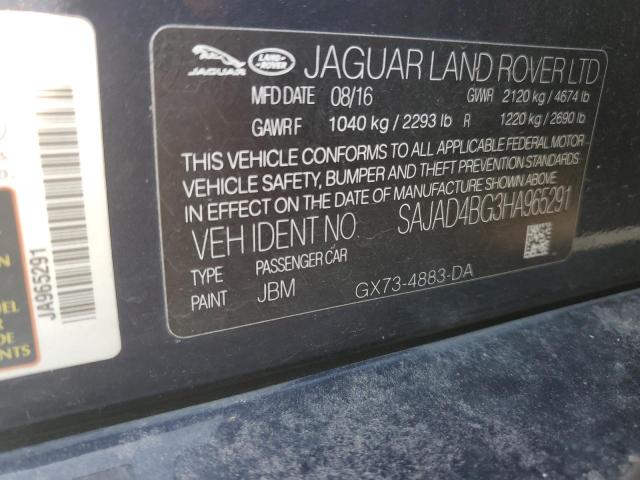 JAGUAR
LAND ROVER
JAGUAR LAND ROVER LTD
MFD DATE 08/16 GVWR 2120 kg / 4674 lb
GAWR F 1040 kg / 2293 lb R 1220 kg / 2690 lb
THIS VEHICLE CONFORMS TO ALL APPLICABLE FEDERAL MOTOR
VEHICLE SAFETY, BUMPER AND THEFT PREVENTION STANDARDS
IN EFFECT ON THE DATE OF MANUFACTURE SHOWN ABOVE.
VEH IDENT NO. SAJAD4BG3HA965291
TYPE PASSENGER CAR
PAINT JBM GX73-4883-DA
JA965291